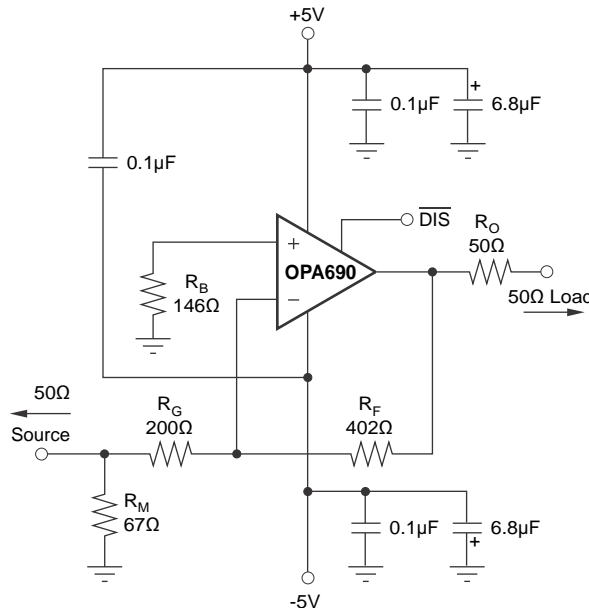 +5V
0.1µF
+
0.1µF
6.8µF
DIS
+
OPA690
−
R_O
50Ω
50Ω Load
R_B
146Ω
50Ω
Source
R_G
200Ω
R_F
402Ω
R_M
67Ω
0.1µF
6.8µF
+
-5V